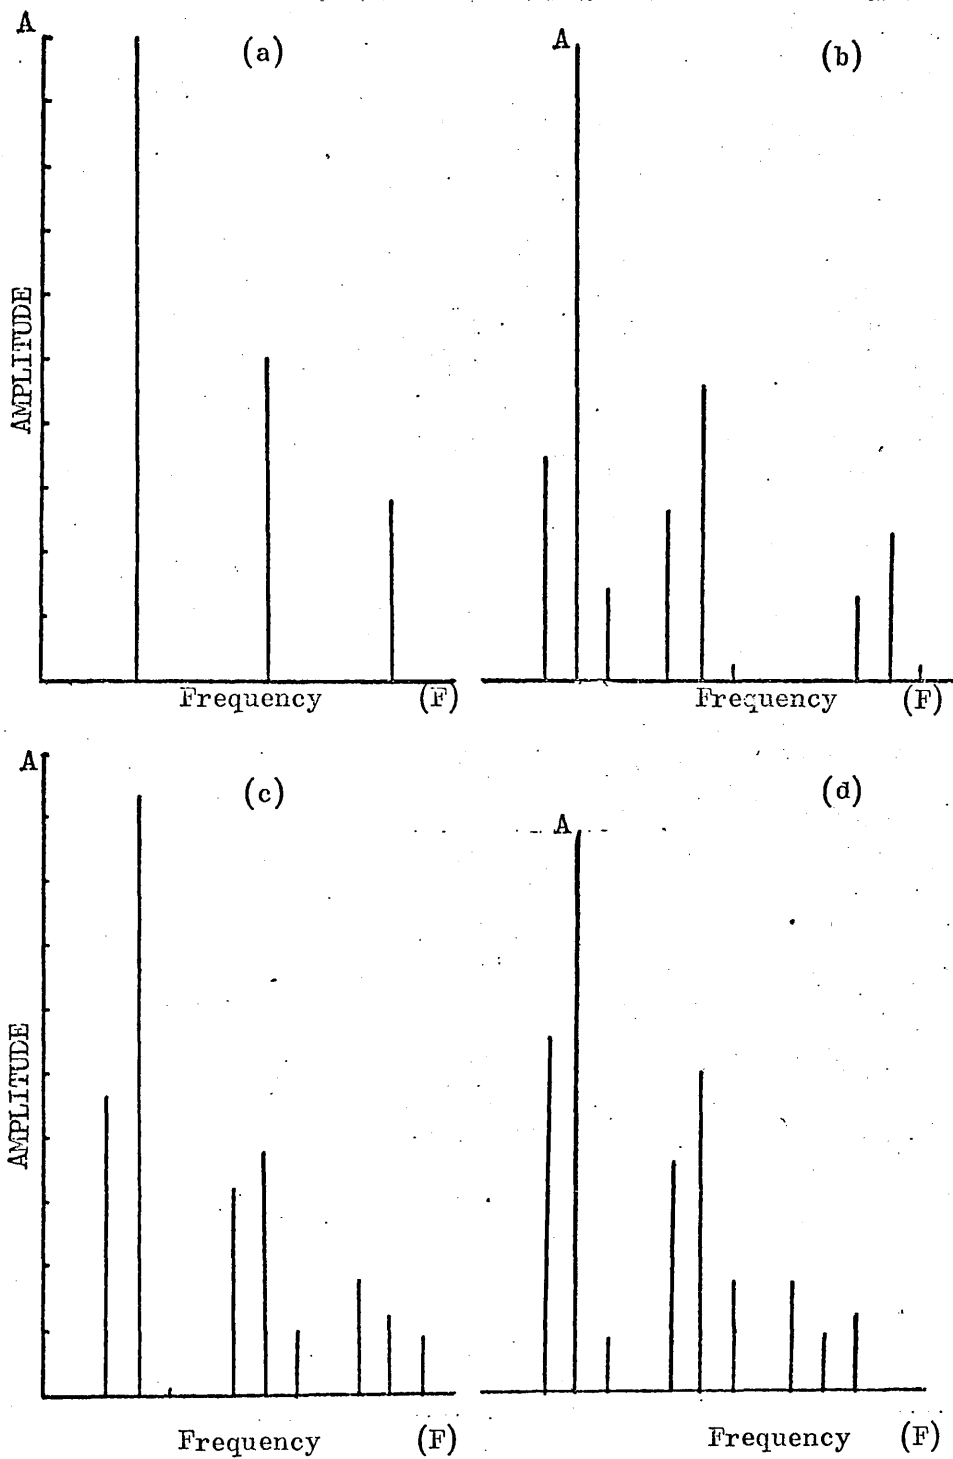 A
(a)
AMPLITUDE
Frequency
(F)
A
(b)
Frequency
(F)
A
(c)
AMPLITUDE
Frequency
(F)
A
(d)
Frequency
(F)